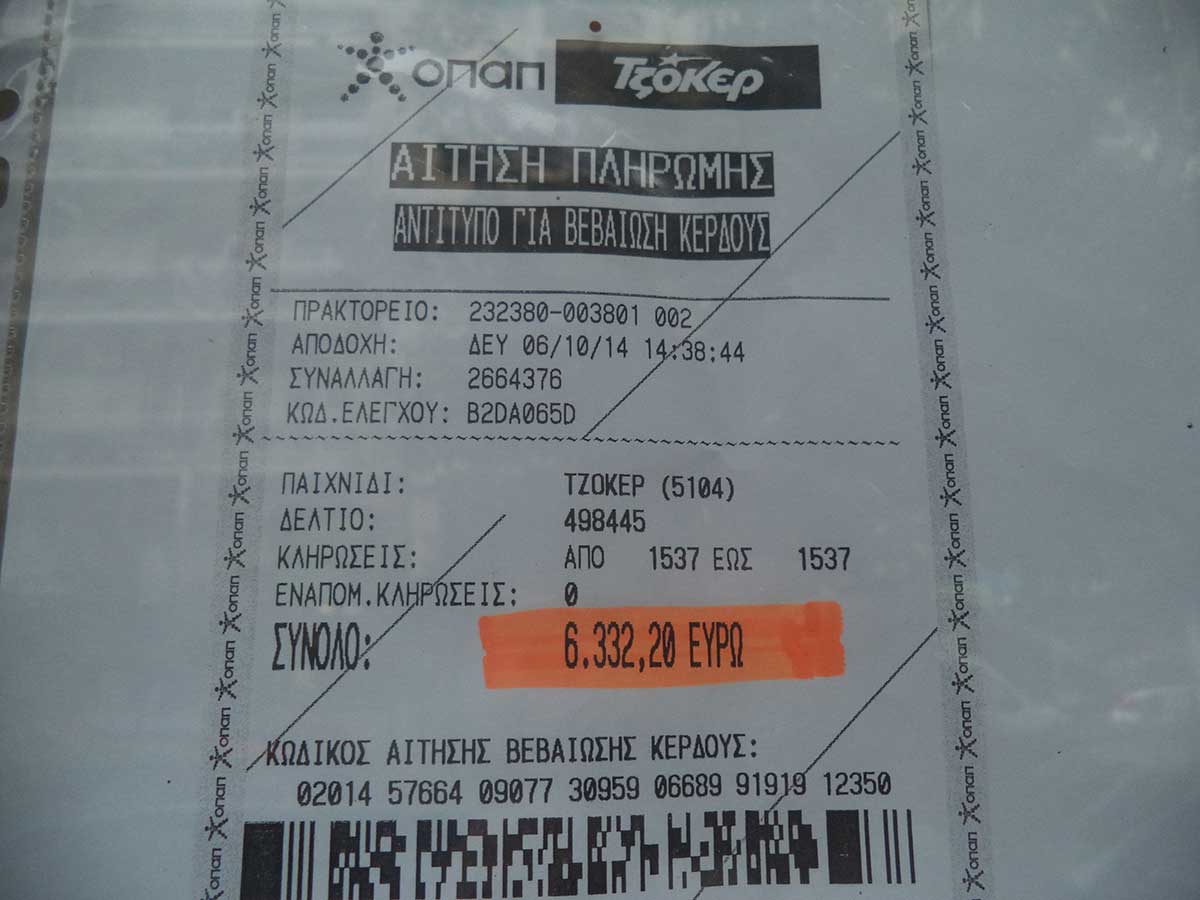 οπαπ Τζόκερ
ΑΙΤΗΣΗ ΠΛΗΡΩΜΗΣ
ΑΝΤΙΤΥΠΟ ΓΙΑ ΒΕΒΑΙΩΣΗ ΚΕΡΔΟΥΣ
ΠΡΑΚΤΟΡΕΙΟ: 232380-003801 002
ΑΠΟΔΟΧΗ: ΔΕΥ 06/10/14 14:38:44
ΣΥΝΑΛΛΑΓΗ: 2664376
ΚΩΔ.ΕΛΕΓΧΟΥ: B2DA065D
ΠΑΙΧΝΙΔΙ: ΤΖΟΚΕΡ (5104)
ΔΕΛΤΙΟ: 498445
ΚΛΗΡΩΣΕΙΣ: ΑΠΟ 1537 ΕΩΣ 1537
ΕΝΑΠΟΜ.ΚΛΗΡΩΣΕΙΣ: 0
ΣΥΝΟΛΟ: 6.332,20 ΕΥΡΩ
ΚΩΔΙΚΟΣ ΑΙΤΗΣΗΣ ΒΕΒΑΙΩΣΗΣ ΚΕΡΔΟΥΣ:
02014 57664 09077 30959 06689 91919 12350